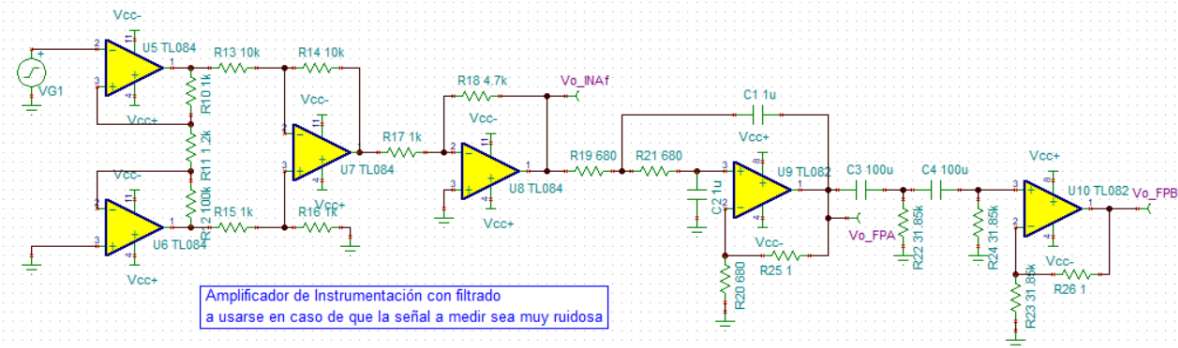 Vcc-
U5 TL084
R13 10k
R14 10k
VG1
R10 1k
Vcc+
R11 1.2k
Vcc-
R12 100k
U6 TL084
Vcc+
R15 1k
R16 1k
Vcc-
U7 TL084
Vcc+
R17 1k
R18 4.7k
Vcc-
Vo_INAf
U8 TL084
Vcc+
R19 680
R21 680
C1 1u
C2 1u
Vcc+
U9 TL082
Vcc-
R25 1
R20 680
Vo_FPA
C3 100u
C4 100u
R22 31.85k
R24 31.85k
Vcc+
U10 TL082
Vo_FPB
Vcc-
R26 1
R23 31.85k
Amplificador de Instrumentación con filtrado
a usarse en caso de que la señal a medir sea muy ruidosa